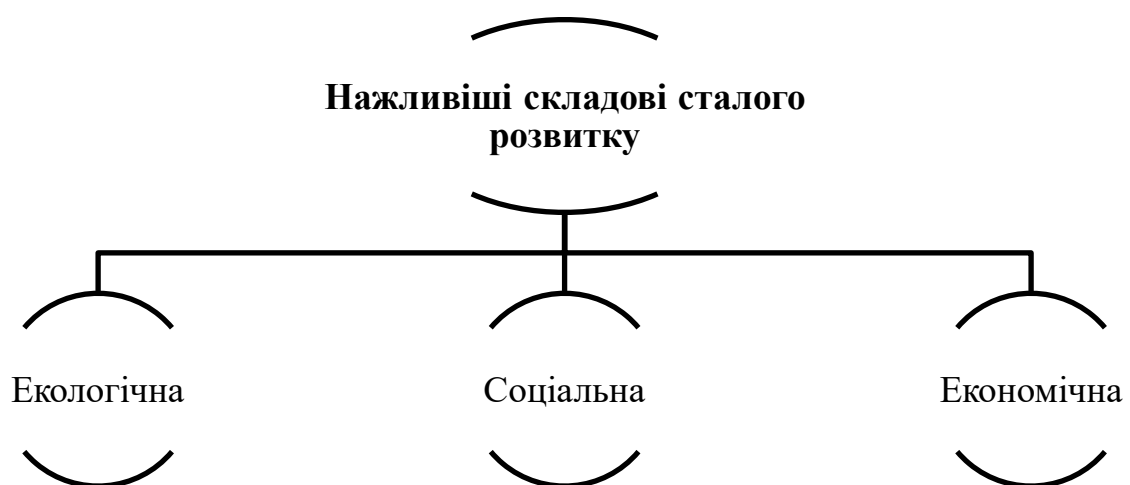 Нажливіші складові сталого
розвитку
Екологічна
Соціальна
Економічна